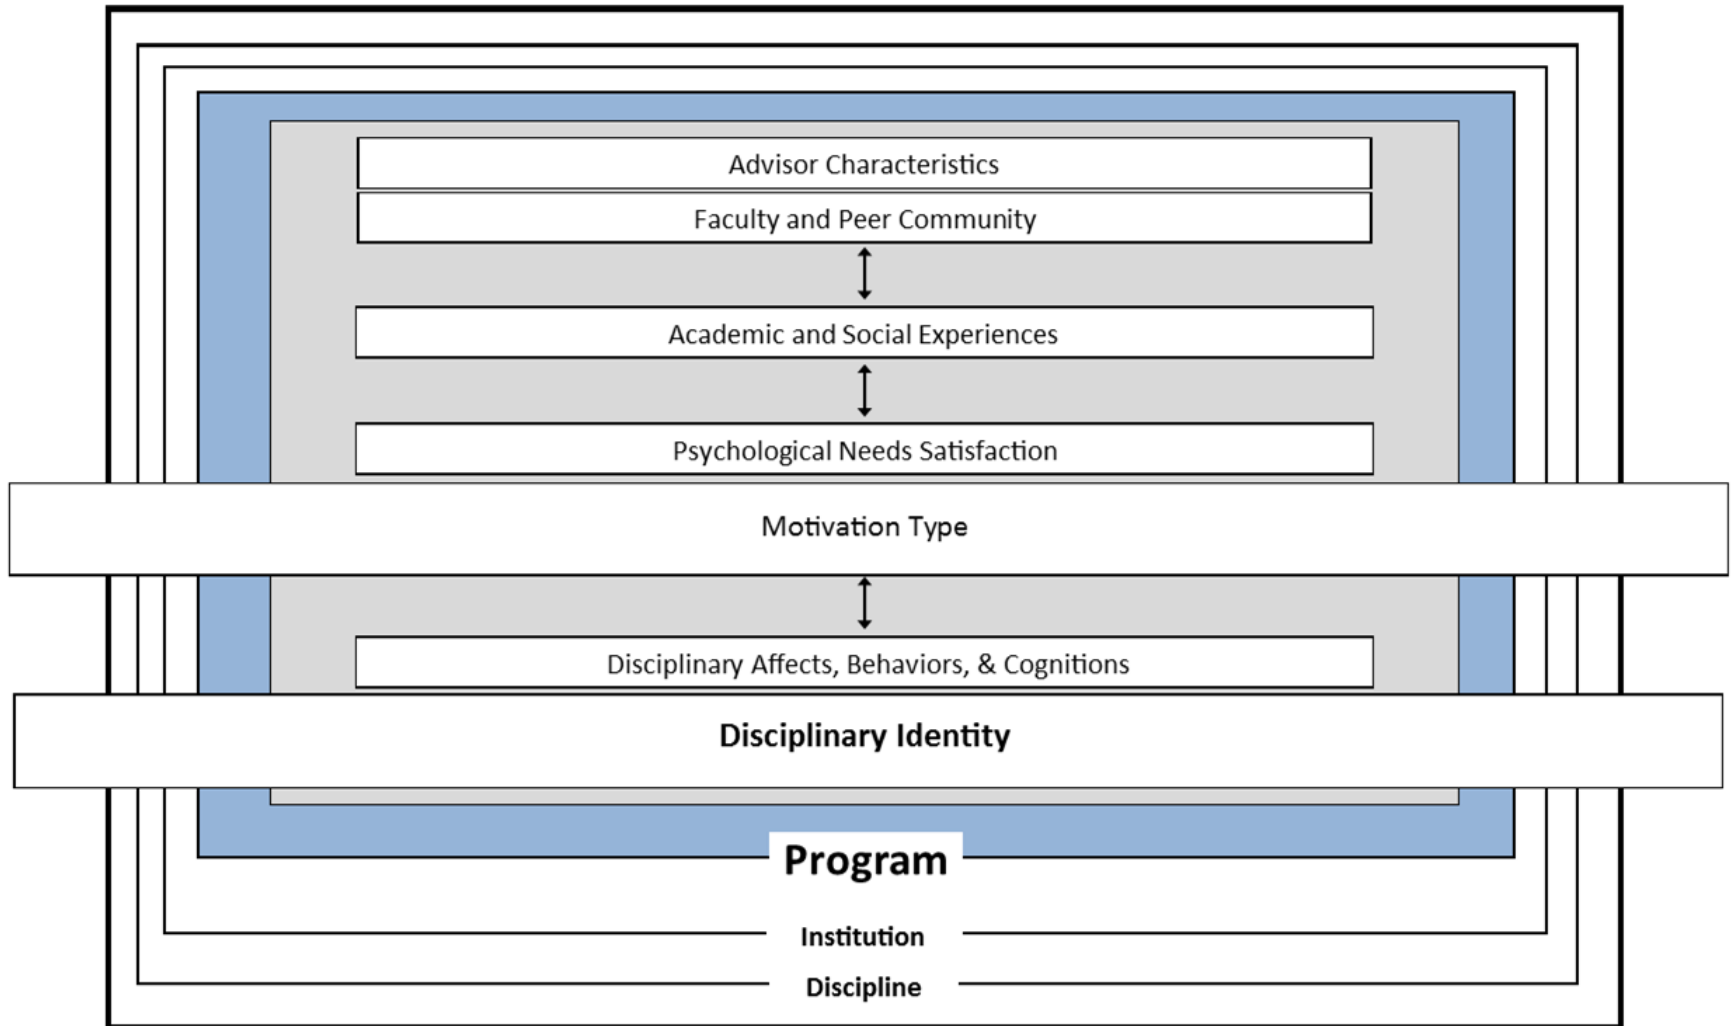 Advisor Characteristics
Faculty and Peer Community
Academic and Social Experiences
Psychological Needs Satisfaction
Motivation Type
Disciplinary Affects, Behaviors, & Cognitions
Disciplinary Identity
Program
Institution
Discipline